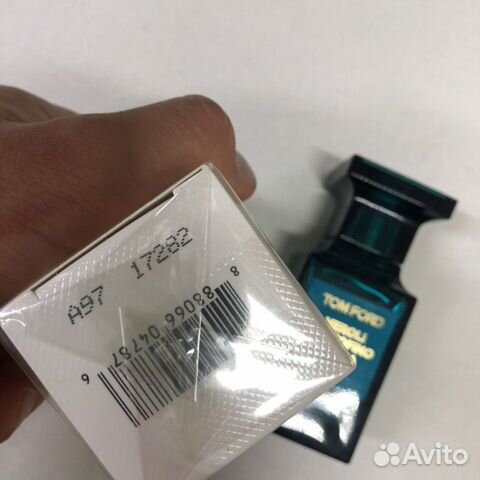 A97 17282
8 88066 04787 6
TOM FORD
NEROLI
Avito